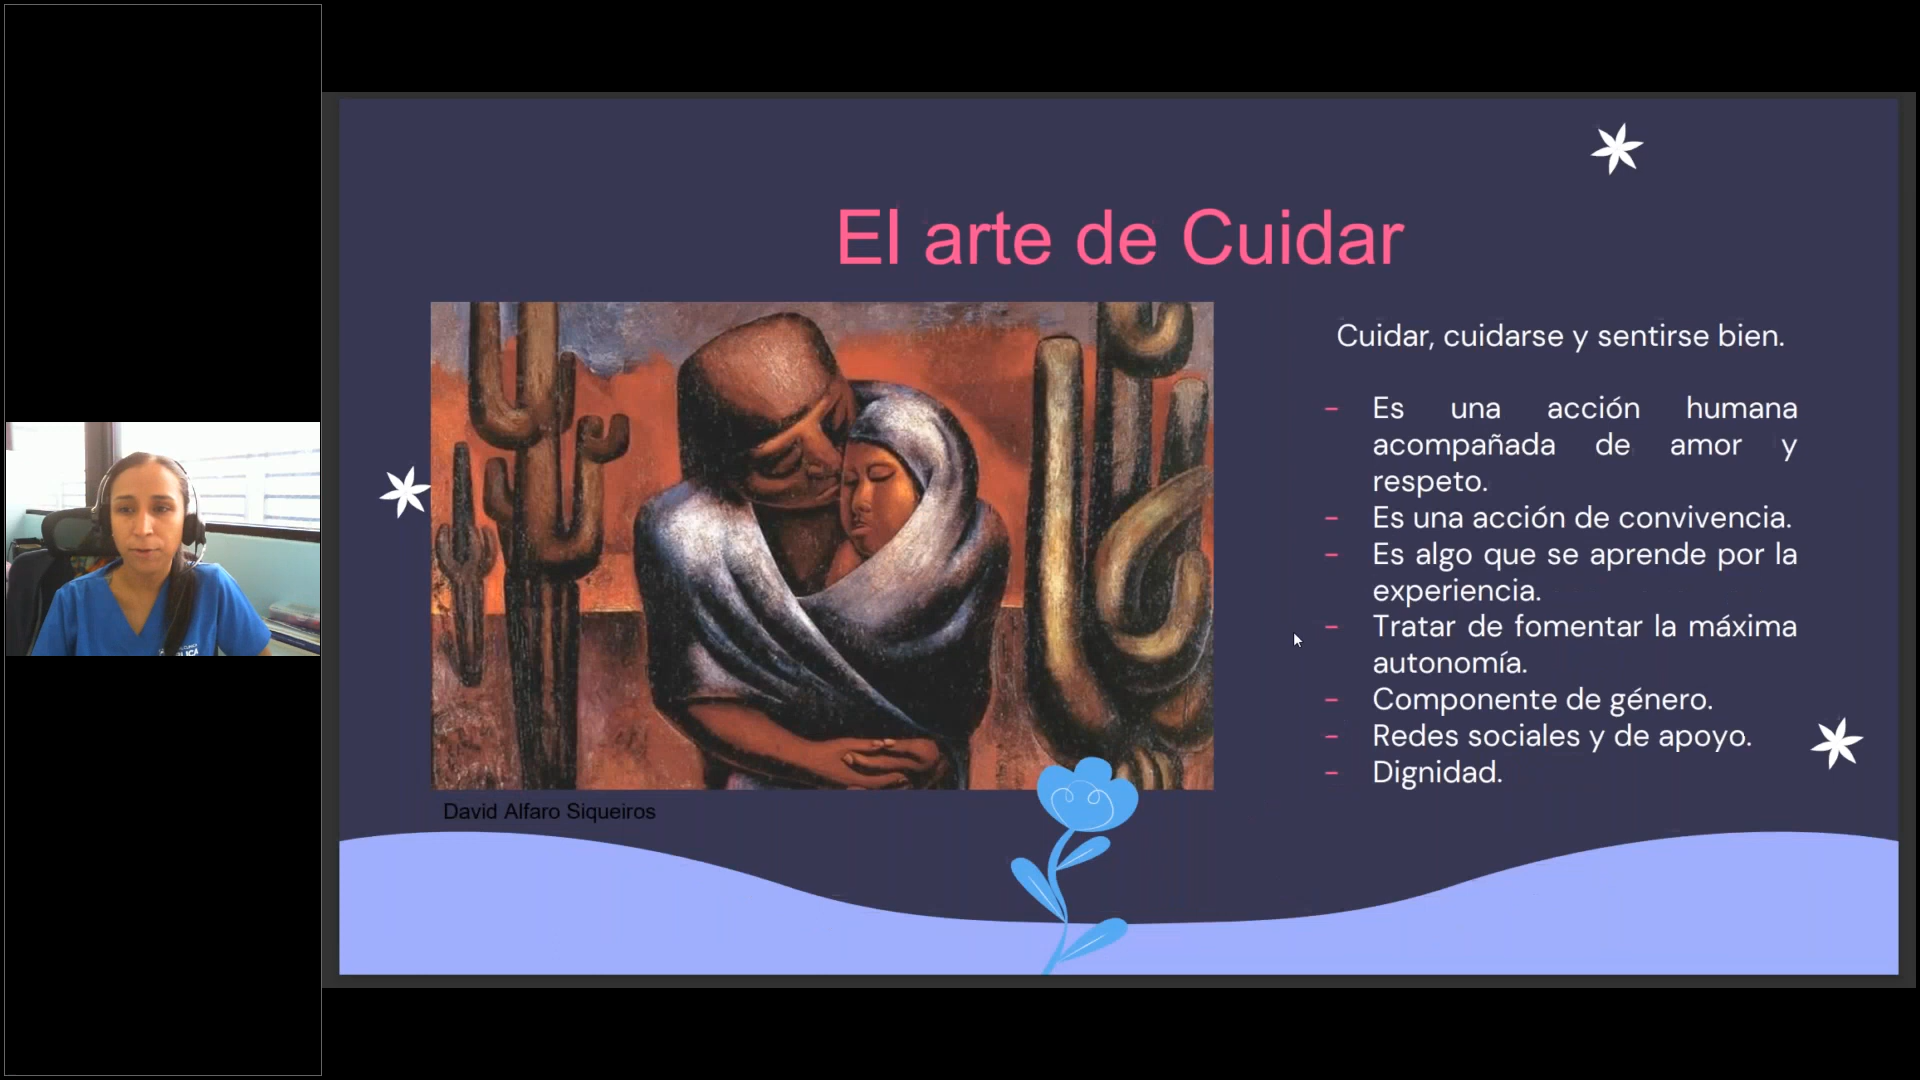 El arte de Cuidar
Cuidar, cuidarse y sentirse bien.
- Es una acción humana
acompañada de amor y
respeto.
- Es una acción de convivencia.
- Es algo que se aprende por la
experiencia.
- Tratar de fomentar la máxima
autonomía.
- Componente de género.
- Redes sociales y de apoyo.
- Dignidad.
David Alfaro Siqueiros